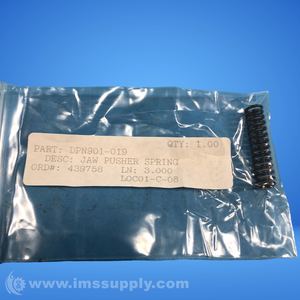 PART: DPN901-019 QTY: 1.00
DESC: JAW PUSHER SPRING
ORD#: 439758 LN: 3.000
LOC01-C-08
© www.imssupply.com